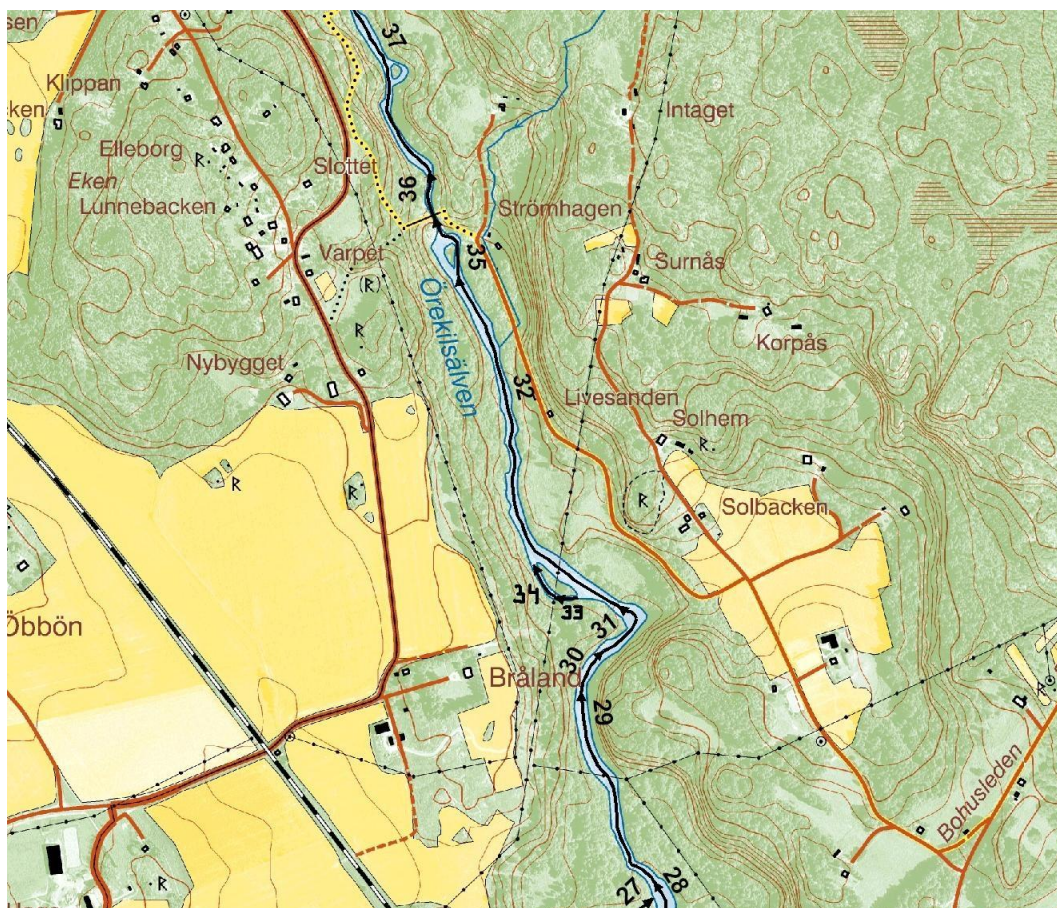 sen
37
Klippan
cken
Intaget
Elleborg
R
Slottet
Eken
36
Lunnebacken
Strömhagen
Varpet
35
Surnås
(R)
Örekilsälven
R
Korpås
Nybygget
32
Livesanden
Solhem
R
R
R
R
Solbacken
34
33
31
Öbbön
30
Bråland
29
Bohusleden
R
27
28